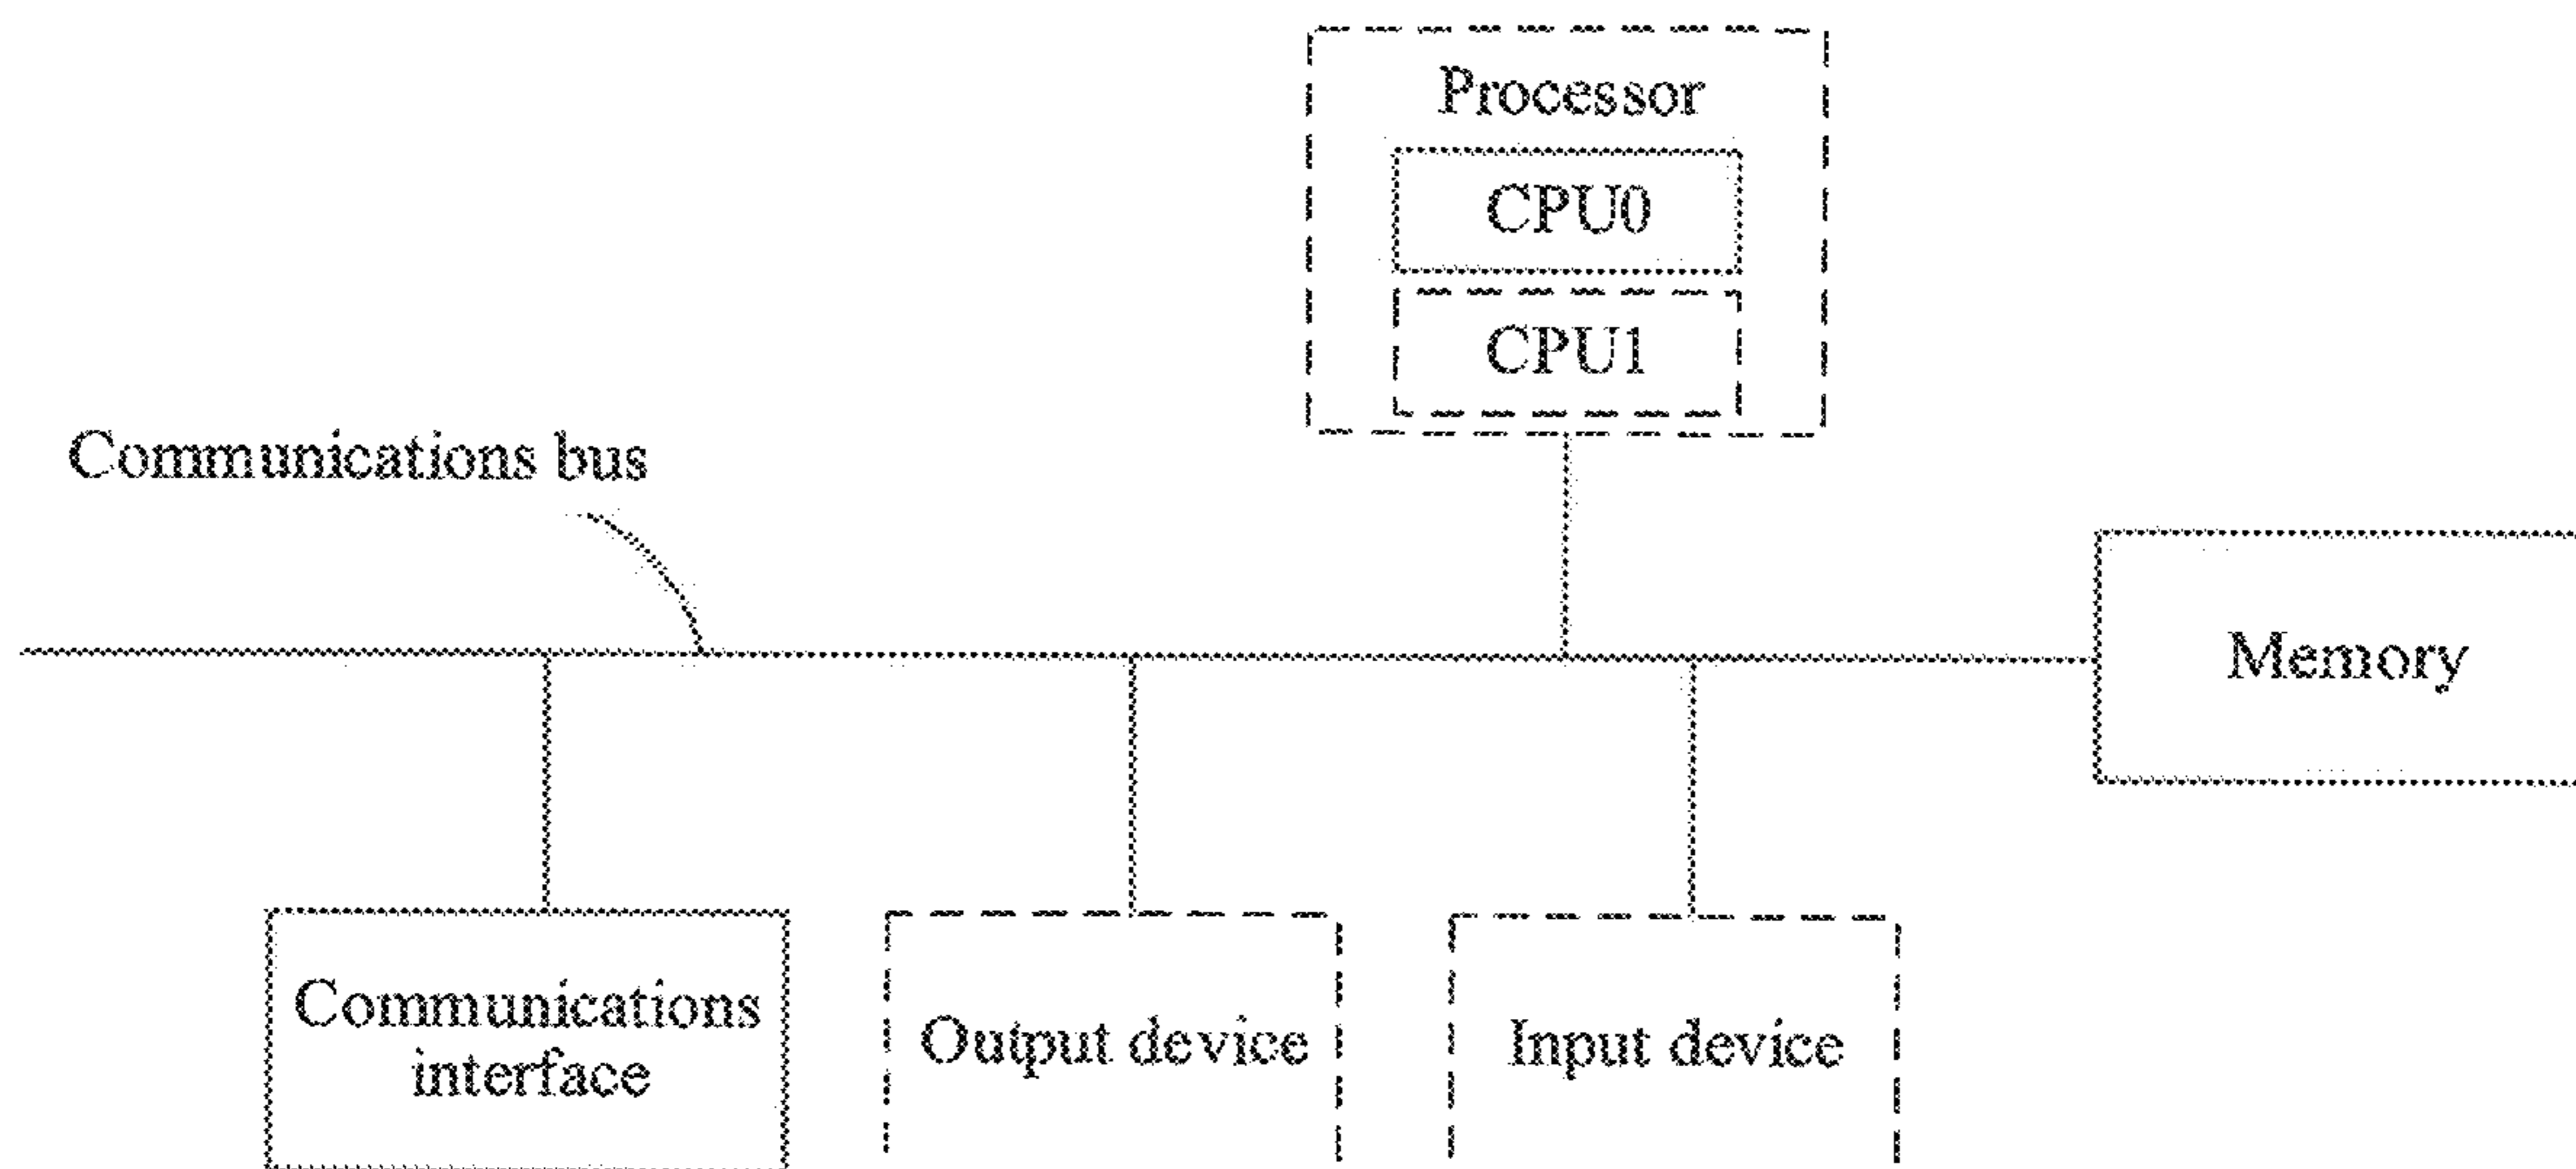 Processor
CPU0
CPU1
Communications bus
Memory
Communications
interface
Output device
Input device